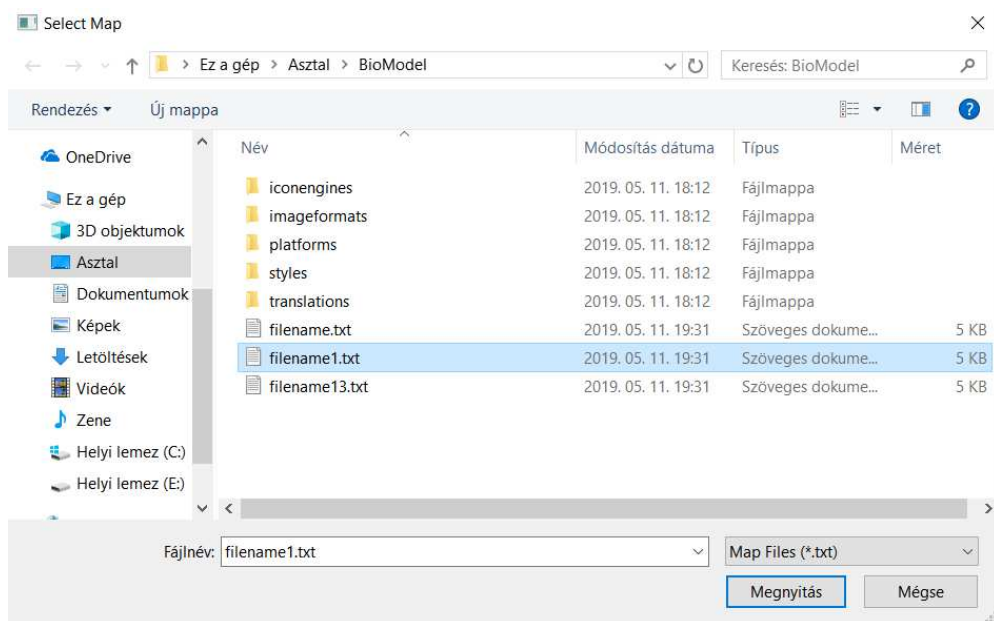 Select Map
Ez a gép > Asztal > BioModel
Keresés: BioModel
Rendezés
Új mappa
OneDrive
Ez a gép
3D objektumok
Asztal
Dokumentumok
Képek
Letöltések
Videók
Zene
Helyi lemez (C:)
Helyi lemez (E:)
Név Módosítás dátuma Típus Méret
iconengines 2019. 05. 11. 18:12 Fájlmappa
imageformats 2019. 05. 11. 18:12 Fájlmappa
platforms 2019. 05. 11. 18:12 Fájlmappa
styles 2019. 05. 11. 18:12 Fájlmappa
translations 2019. 05. 11. 18:12 Fájlmappa
filename.txt 2019. 05. 11. 19:31 Szöveges dokume... 5 KB
filename1.txt 2019. 05. 11. 19:31 Szöveges dokume... 5 KB
filename13.txt 2019. 05. 11. 19:31 Szöveges dokume... 5 KB
Fájlnév: filename1.txt
Map Files (*.txt)
Megnyitás
Mégse